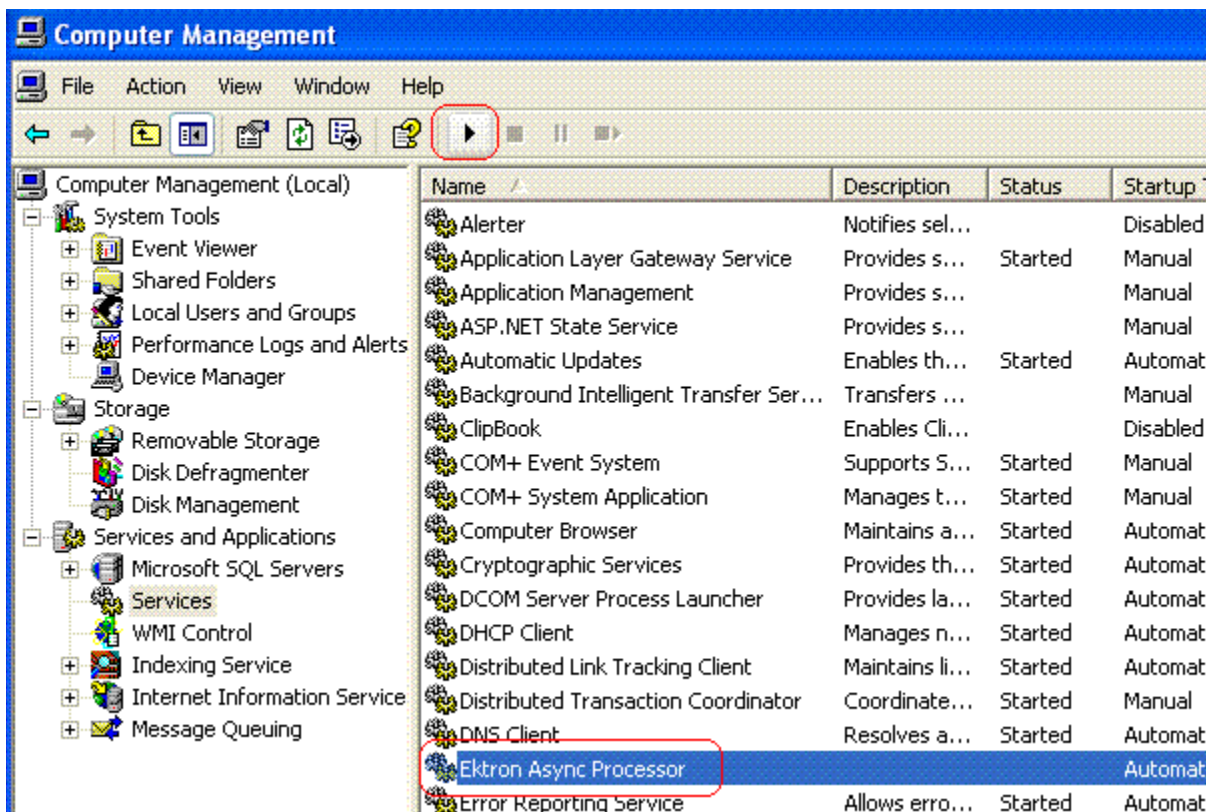 Computer Management
File Action View Window Help
Computer Management (Local)
System Tools
Event Viewer
Shared Folders
Local Users and Groups
Performance Logs and Alerts
Device Manager
Storage
Removable Storage
Disk Defragmenter
Disk Management
Services and Applications
Microsoft SQL Servers
Services
WMI Control
Indexing Service
Internet Information Service
Message Queuing
Name Description Status Startup
Alerter Notifies sel... Disabled
Application Layer Gateway Service Provides s... Started Manual
Application Management Provides s... Manual
ASP.NET State Service Provides s... Manual
Automatic Updates Enables th... Started Automat
Background Intelligent Transfer Ser... Transfers ... Manual
ClipBook Enables Cli... Disabled
COM+ Event System Supports S... Started Manual
COM+ System Application Manages t... Started Manual
Computer Browser Maintains a... Started Automat
Cryptographic Services Provides th... Started Automat
DCOM Server Process Launcher Provides la... Started Automat
DHCP Client Manages n... Started Automat
Distributed Link Tracking Client Maintains li... Started Automat
Distributed Transaction Coordinator Coordinate... Started Manual
DNS Client Resolves a... Started Automat
Ektron Async Processor Automat
Error Reporting Service Allows erro... Started Automat